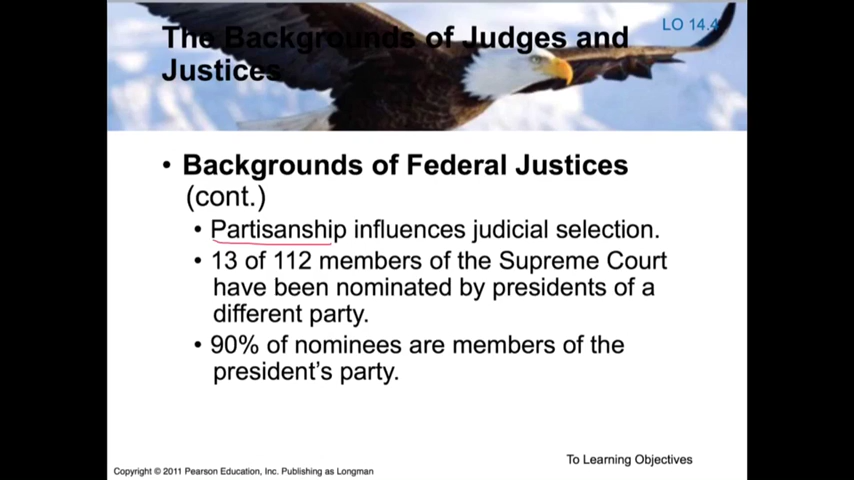 LO 14.4
The Backgrounds of Judges and
Justices
• Backgrounds of Federal Justices
(cont.)
• Partisanship influences judicial selection.
• 13 of 112 members of the Supreme Court
have been nominated by presidents of a
different party.
• 90% of nominees are members of the
president’s party.
To Learning Objectives
Copyright © 2011 Pearson Education, Inc. Publishing as Longman